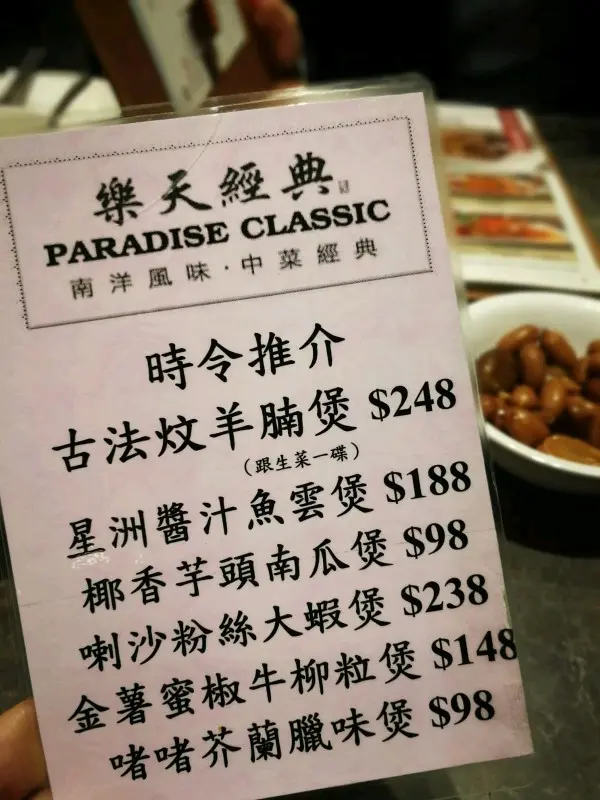 樂天經典
PARADISE CLASSIC
南洋風味·中菜經典
時令推介
古法炆羊腩煲 $248
(跟生菜一碟)
星洲醬汁魚雲煲 $188
椰香芋頭南瓜煲 $98
喇沙粉絲大蝦煲 $238
金薯蜜椒牛柳粒煲 $148
啫啫芥蘭臘味煲 $98